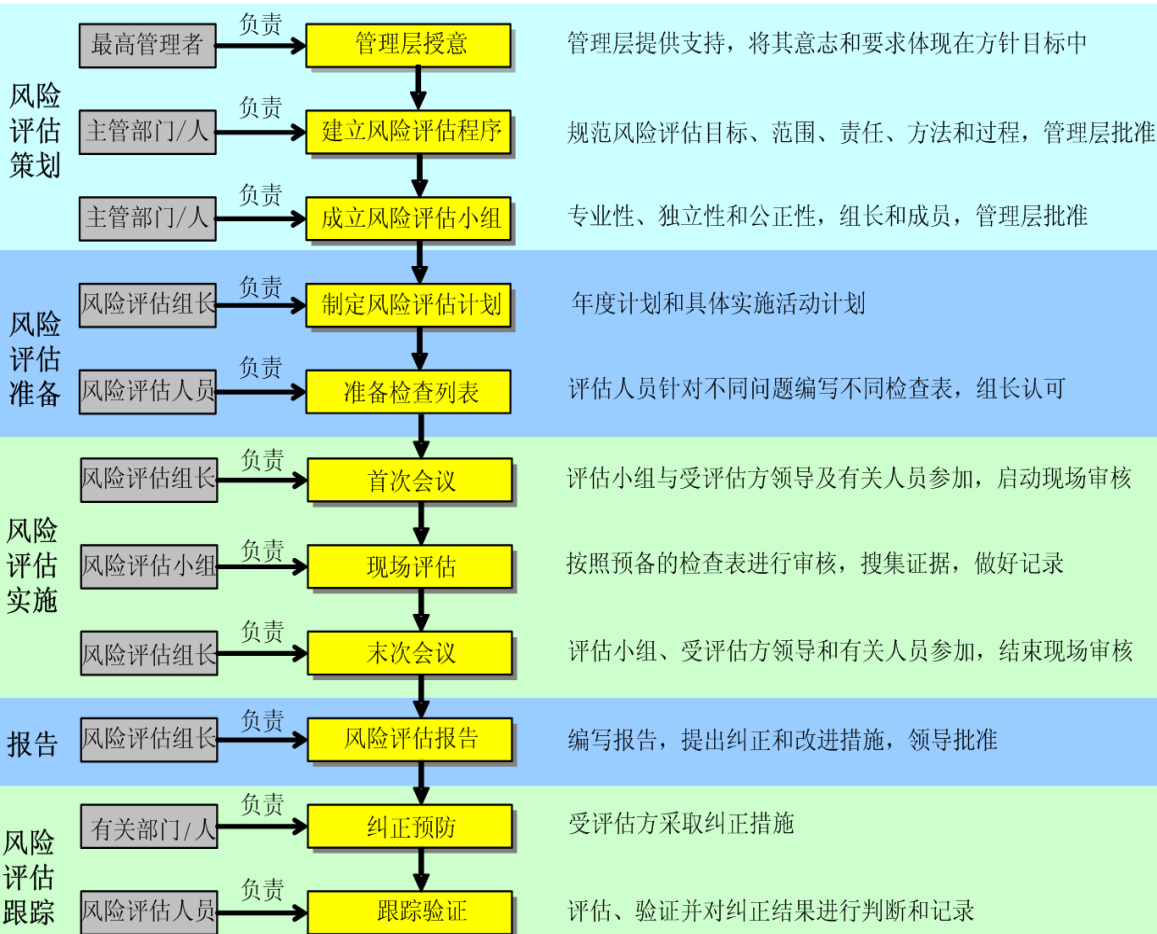 最高管理者
负责
管理层授意
管理层提供支持，将其意志和要求体现在方针目标中
风险
评估
策划
主管部门/人
负责
建立风险评估程序
规范风险评估目标、范围、责任、方法和过程，管理层批准
主管部门/人
负责
成立风险评估小组
专业性、独立性和公正性，组长和成员，管理层批准
风险
评估
准备
风险评估组长
负责
制定风险评估计划
年度计划和具体实施活动计划
风险评估人员
负责
准备检查列表
评估人员针对不同问题编写不同检查表，组长认可
风险
评估
实施
风险评估组长
负责
首次会议
评估小组与受评估方领导及有关人员参加，启动现场审核
风险评估小组
负责
现场评估
按照预备的检查表进行审核，搜集证据，做好记录
风险评估组长
负责
末次会议
评估小组、受评估方领导和有关人员参加，结束现场审核
报告
风险评估组长
负责
风险评估报告
编写报告，提出纠正和改进措施，领导批准
风险
评估
跟踪
有关部门/人
负责
纠正预防
受评估方采取纠正措施
风险评估人员
负责
跟踪验证
评估、验证并对纠正结果进行判断和记录